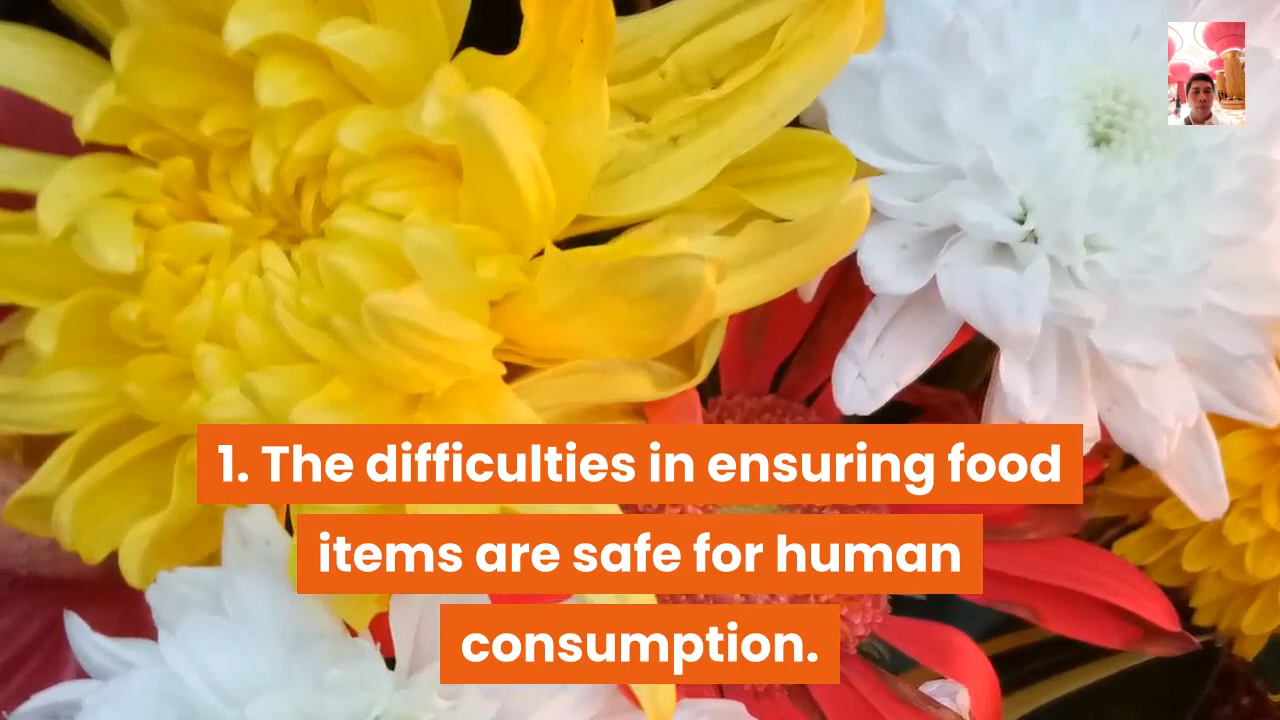 1. The difficulties in ensuring food
items are safe for human
consumption.